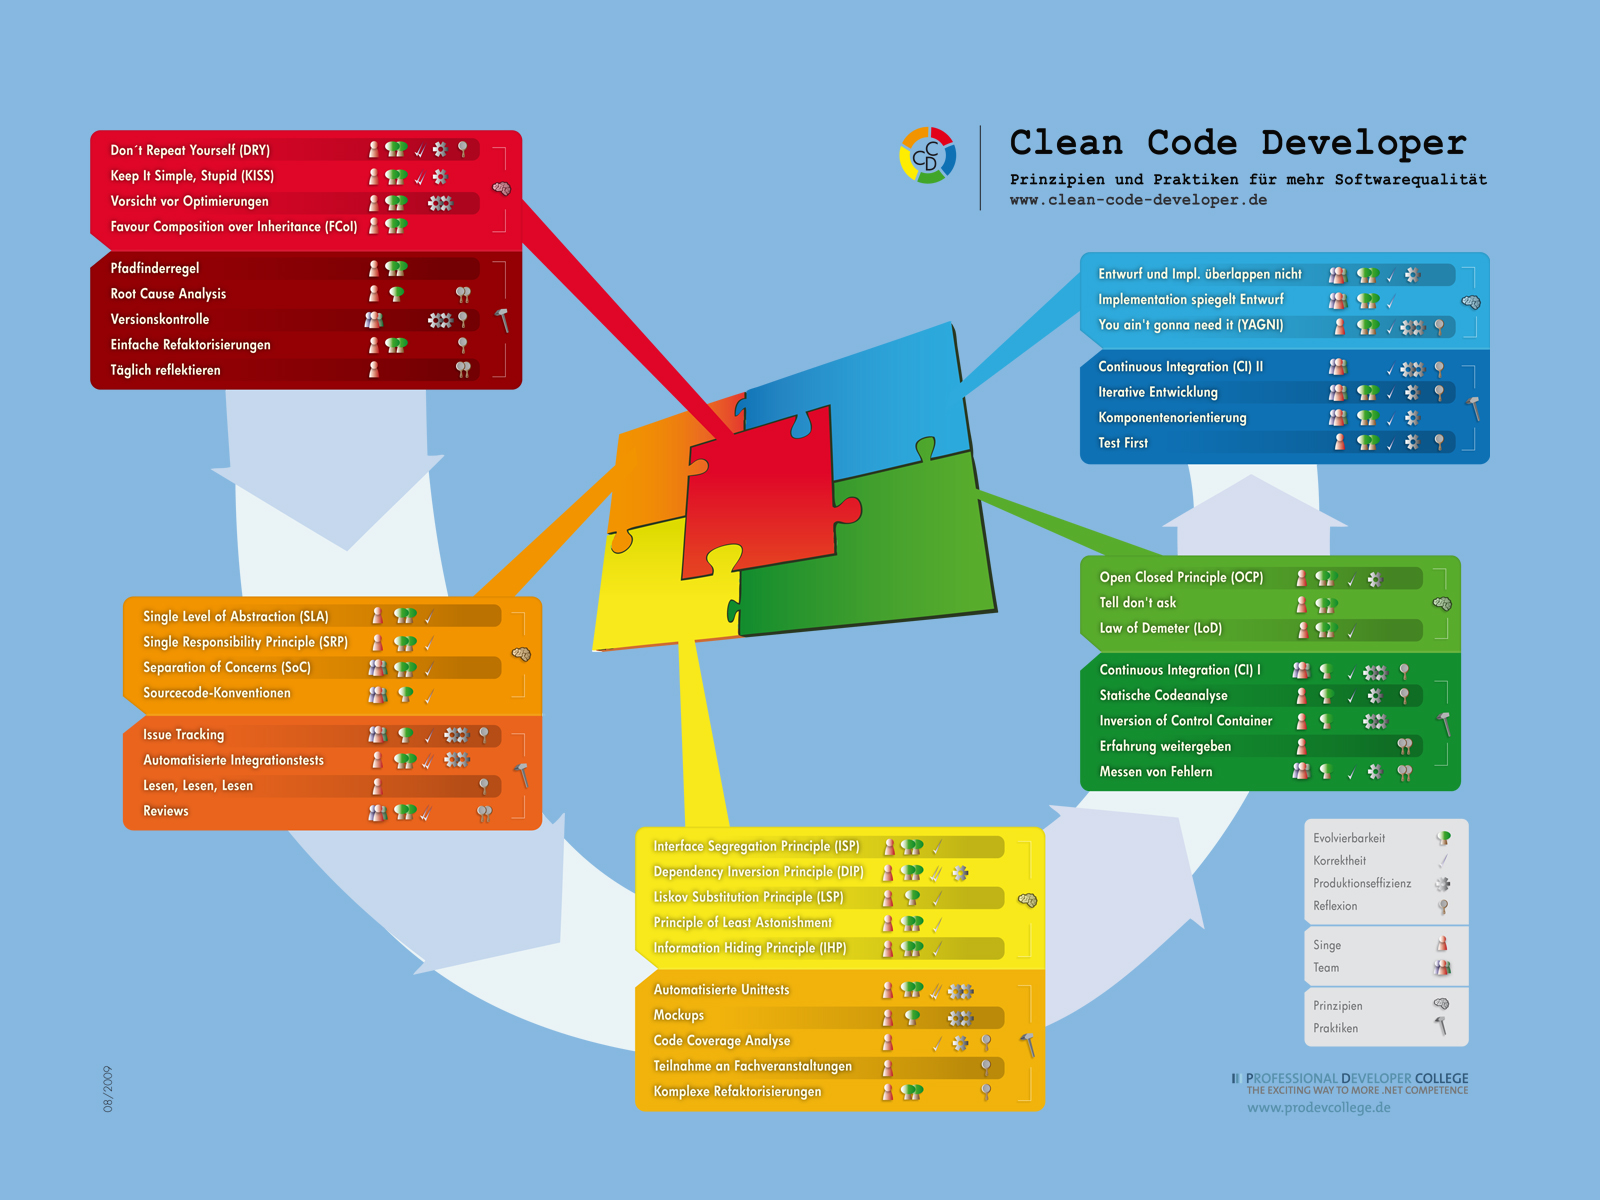 Clean Code Developer
Prinzipien und Praktiken für mehr Softwarequalität
www.clean-code-developer.de
CCD
Don´t Repeat Yourself (DRY)
Keep It Simple, Stupid (KISS)
Vorsicht vor Optimierungen
Favour Composition over Inheritance (FCoI)
Pfadfinderregel
Root Cause Analysis
Versionskontrolle
Einfache Refaktorisierungen
Täglich reflektieren
Single Level of Abstraction (SLA)
Single Responsibility Principle (SRP)
Separation of Concerns (SoC)
Sourcecode-Konventionen
Issue Tracking
Automatisierte Integrationstests
Lesen, Lesen, Lesen
Reviews
Interface Segregation Principle (ISP)
Dependency Inversion Principle (DIP)
Liskov Substitution Principle (LSP)
Principle of Least Astonishment
Information Hiding Principle (IHP)
Automatisierte Unittests
Mockups
Code Coverage Analyse
Teilnahme an Fachveranstaltungen
Komplexe Refaktorisierungen
Open Closed Principle (OCP)
Tell don't ask
Law of Demeter (LoD)
Continuous Integration (CI) I
Statische Codeanalyse
Inversion of Control Container
Erfahrung weitergeben
Messen von Fehlern
Entwurf und Impl. überlappen nicht
Implementation spiegelt Entwurf
You ain't gonna need it (YAGNI)
Continuous Integration (CI) II
Iterative Entwicklung
Komponentenorientierung
Test First
Evolvierbarkeit
Korrektheit
Produktionseffizienz
Reflexion
Singe
Team
Prinzipien
Praktiken
PROFESSIONAL DEVELOPER COLLEGE
THE EXCITING WAY TO MORE .NET COMPETENCE
www.prodevcollege.de
08/2009